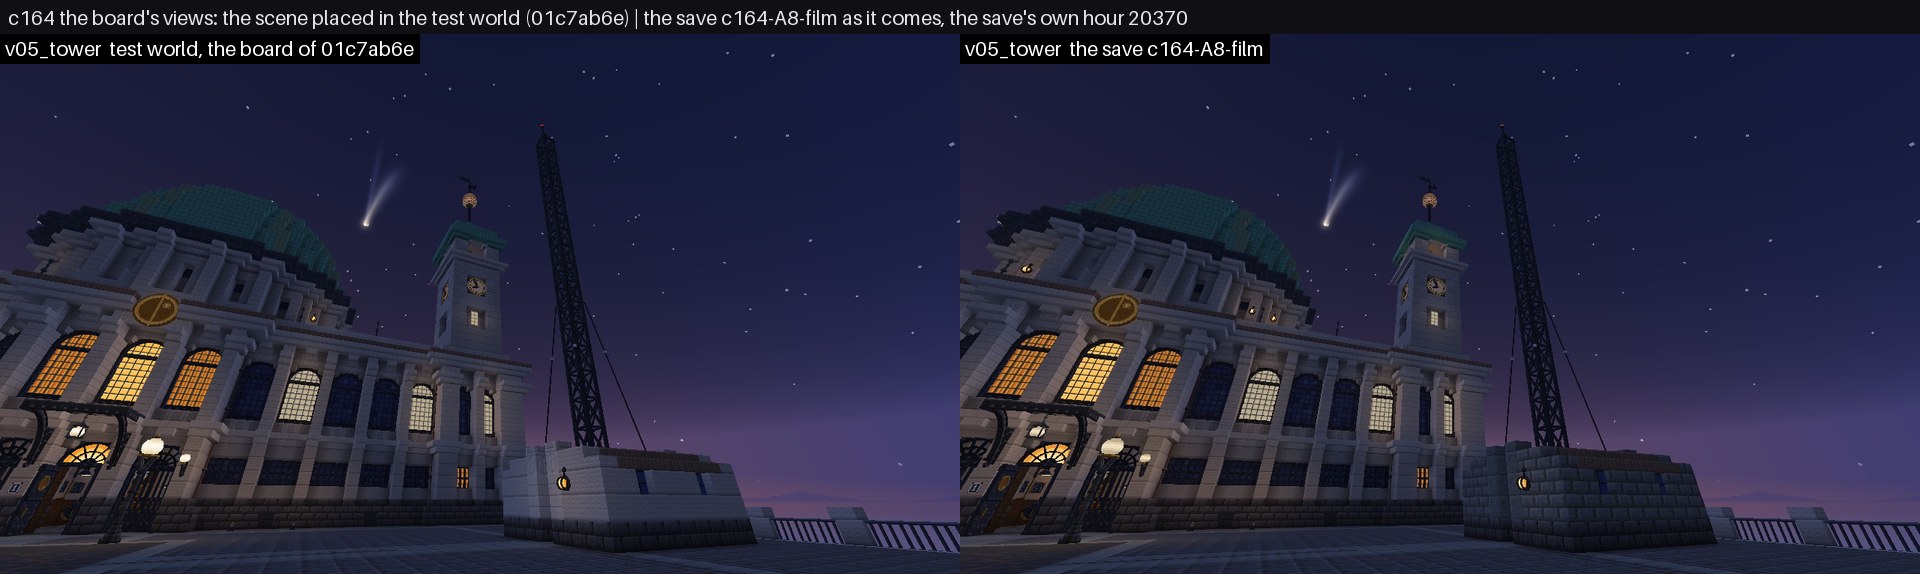 c164 the board's views: the scene placed in the test world (01c7ab6e) | the save c164-A8-film as it comes, the save's own hour 20370
v05_tower test world, the board of 01c7ab6e
v05_tower the save c164-A8-film